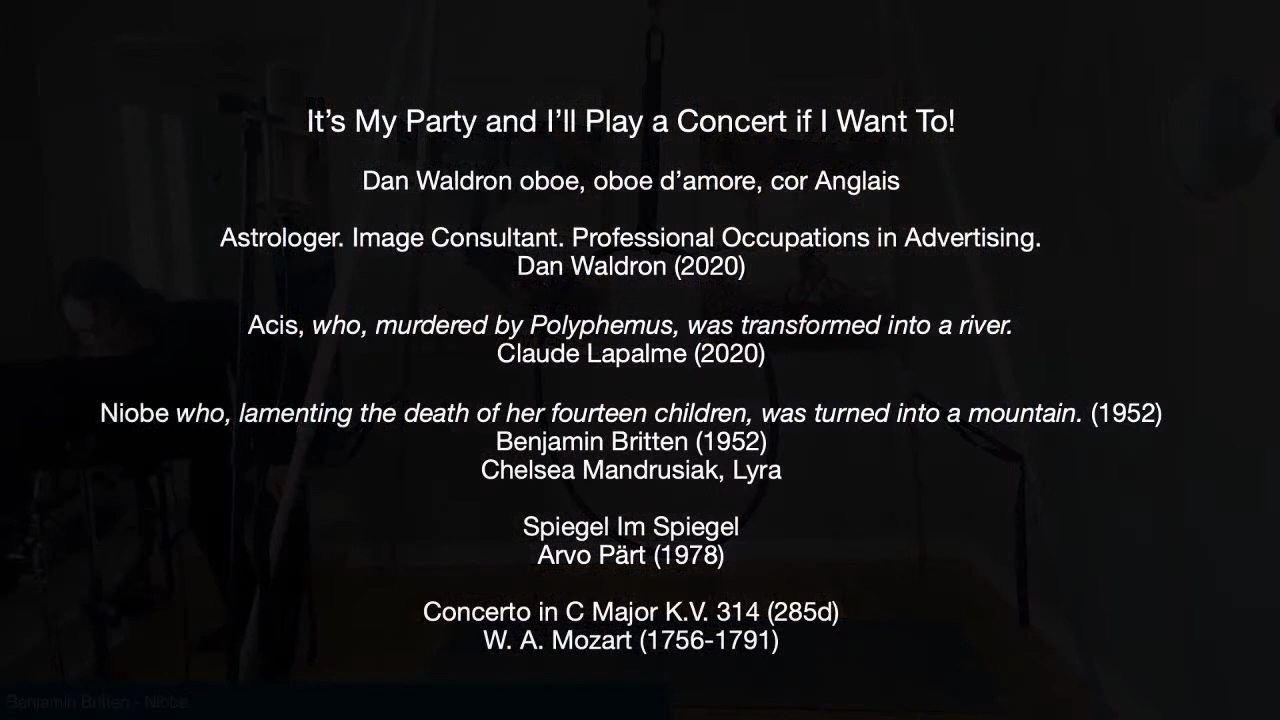 It’s My Party and I’ll Play a Concert if I Want To!
Dan Waldron oboe, oboe d’amore, cor Anglais
Astrologer. Image Consultant. Professional Occupations in Advertising.
Dan Waldron (2020)
Acis, who, murdered by Polyphemus, was transformed into a river.
Claude Lapalme (2020)
Niobe who, lamenting the death of her fourteen children, was turned into a mountain. (1952)
Benjamin Britten (1952)
Chelsea Mandrusiak, Lyra
Spiegel Im Spiegel
Arvo Pärt (1978)
Concerto in C Major K.V. 314 (285d)
W. A. Mozart (1756-1791)
Benjamin Britten - Niobe